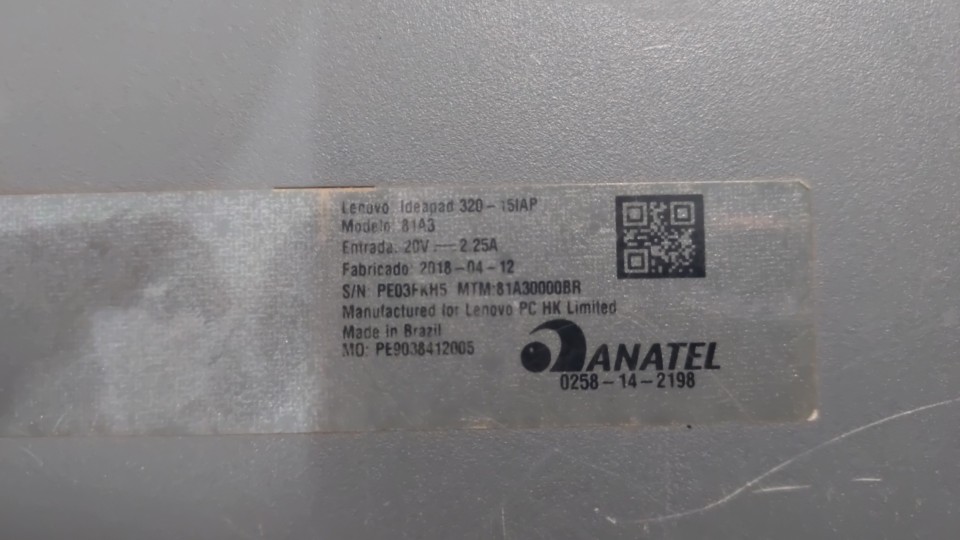 Lenovo Ideapad 320-15IAP
Modelo: 81A3
Entrada: 20V⎓2.25A
Fabricado: 2018-04-12
S/N: PE03FKH5 MTM:81A30000BR
Manufactured for Lenovo PC HK Limited
Made in Brazil
MO: PE9038412005
ANATEL
0258-14-2198